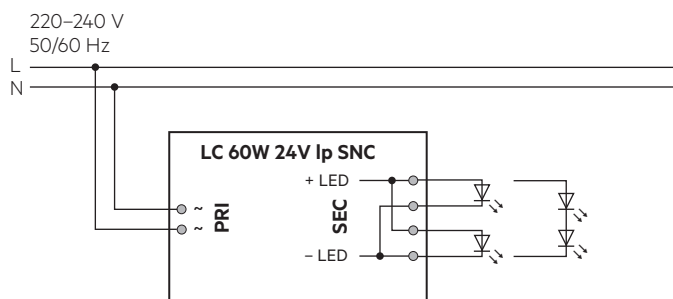 220–240 V
50/60 Hz
L
N
LC 60W 24V lp SNC
+ LED
~
PRI
SEC
~
– LED